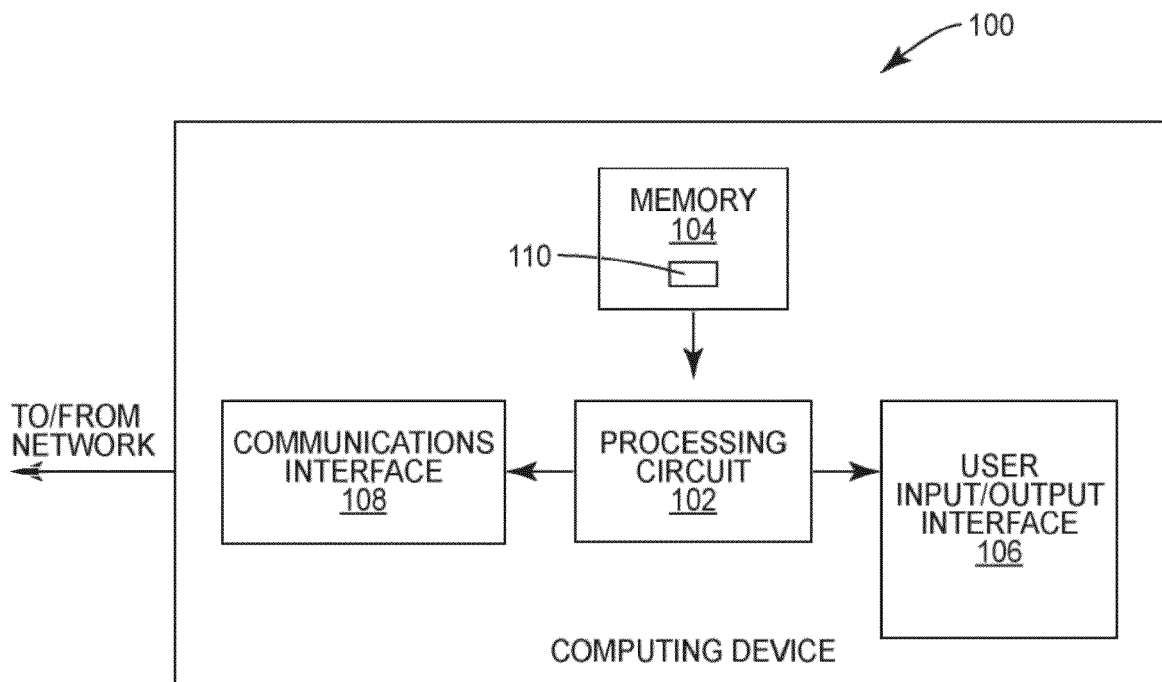 100
MEMORY
104
110
TO/FROM
NETWORK
COMMUNICATIONS
INTERFACE
108
PROCESSING
CIRCUIT
102
USER
INPUT/OUTPUT
INTERFACE
106
COMPUTING DEVICE